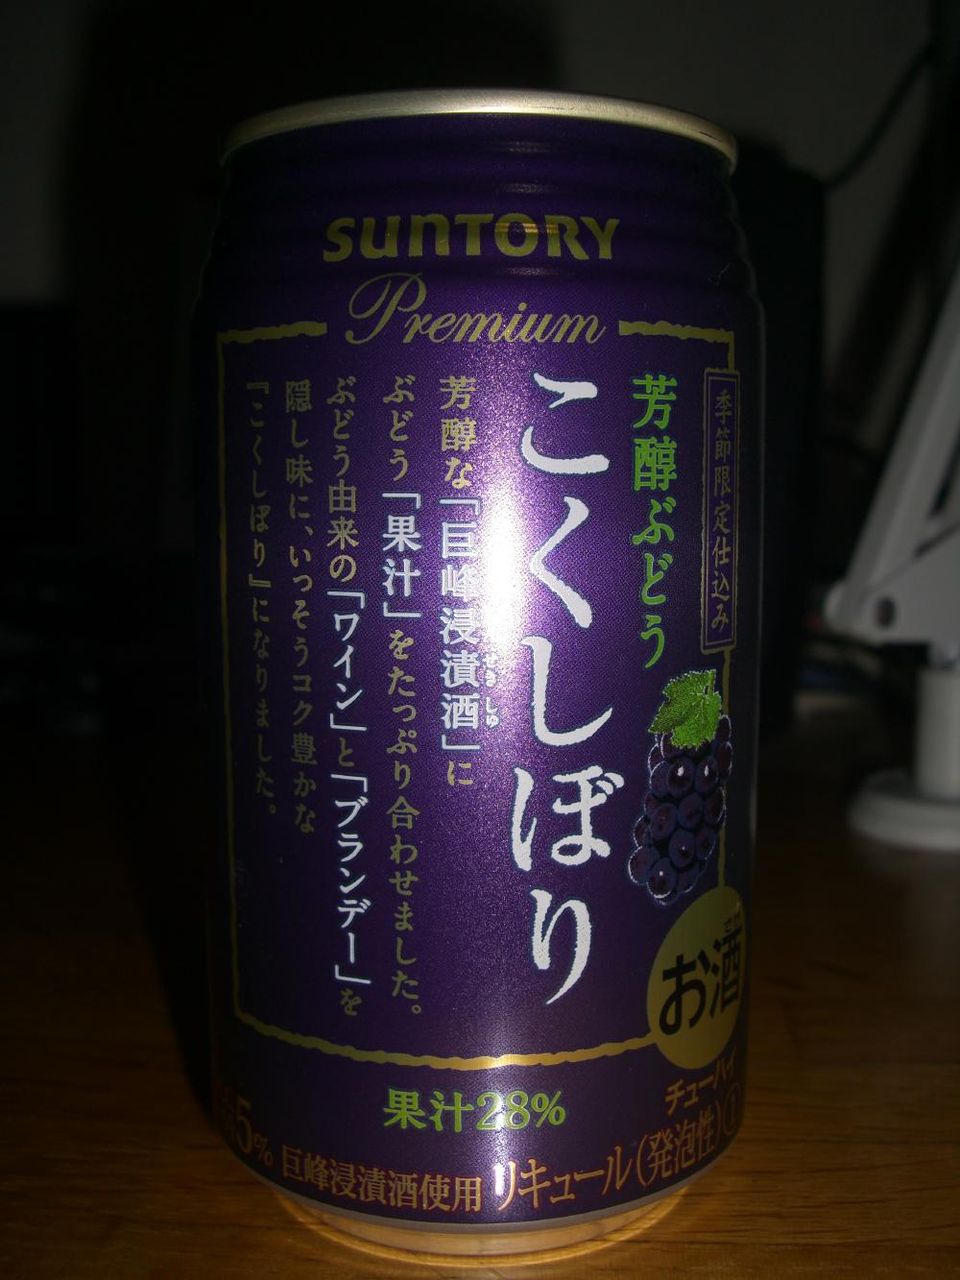 SUNTORY
Premium
季節限定仕込み
芳醇ぶどう
こくしぼり
芳醇な「巨峰浸漬酒」に
ぶどう「果汁」をたっぷり合わせました。
ぶどう由来の「ワイン」と「ブランデー」を
隠し味に、いっそうコク豊かな
『こくしぼり』になりました。
お酒
チューハイ
果汁28%
5%
巨峰浸漬酒使用
リキュール(発泡性)①